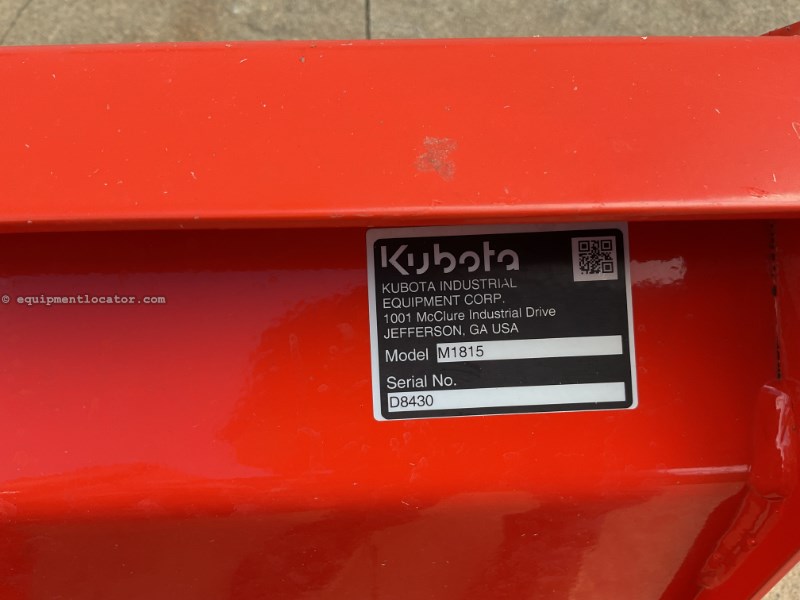 Kubota
KUBOTA INDUSTRIAL
EQUIPMENT CORP.
1001 McClure Industrial Drive
JEFFERSON, GA USA
Model M1815
Serial No.
D8430
© equipmentlocator.com